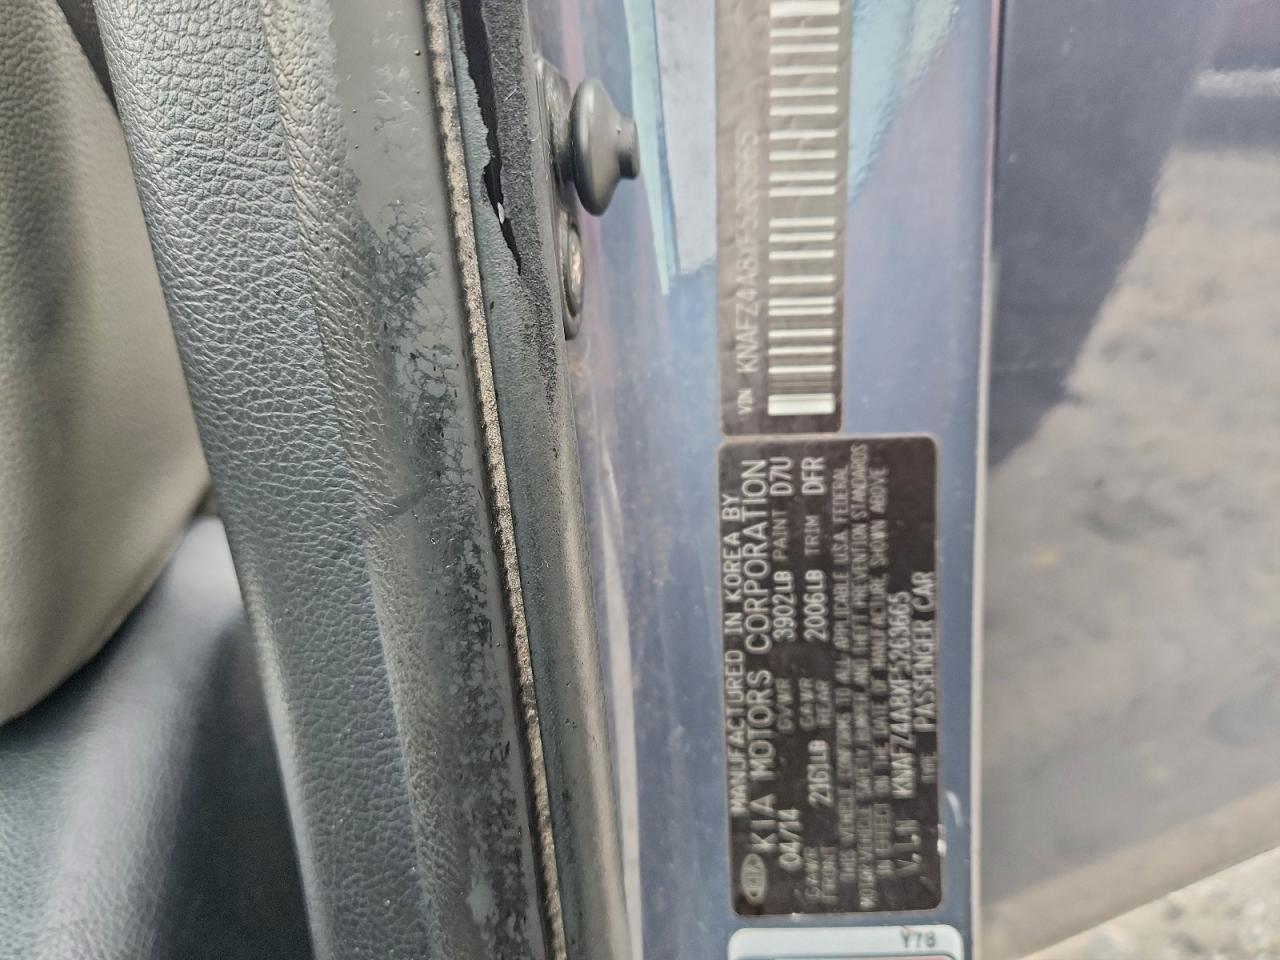 VIN KNAFZ4A8XF5263665
MANUFACTURED IN KOREA BY
KIA MOTORS CORPORATION
04/14 GVWR 3902LB PAINT D7U
GAWR FRONT 2161LB GAWR REAR 2006LB TRIM DFR
THIS VEHICLE CONFORMS TO ALL APPLICABLE U.S.A. FEDERAL
MOTOR VEHICLE SAFETY, BUMPER, AND THEFT PREVENTION STANDARDS
IN EFFECT ON THE DATE OF MANUFACTURE SHOWN ABOVE
V.I.N KNAFZ4A8XF5263665
TYPE PASSENGER CAR
Y78